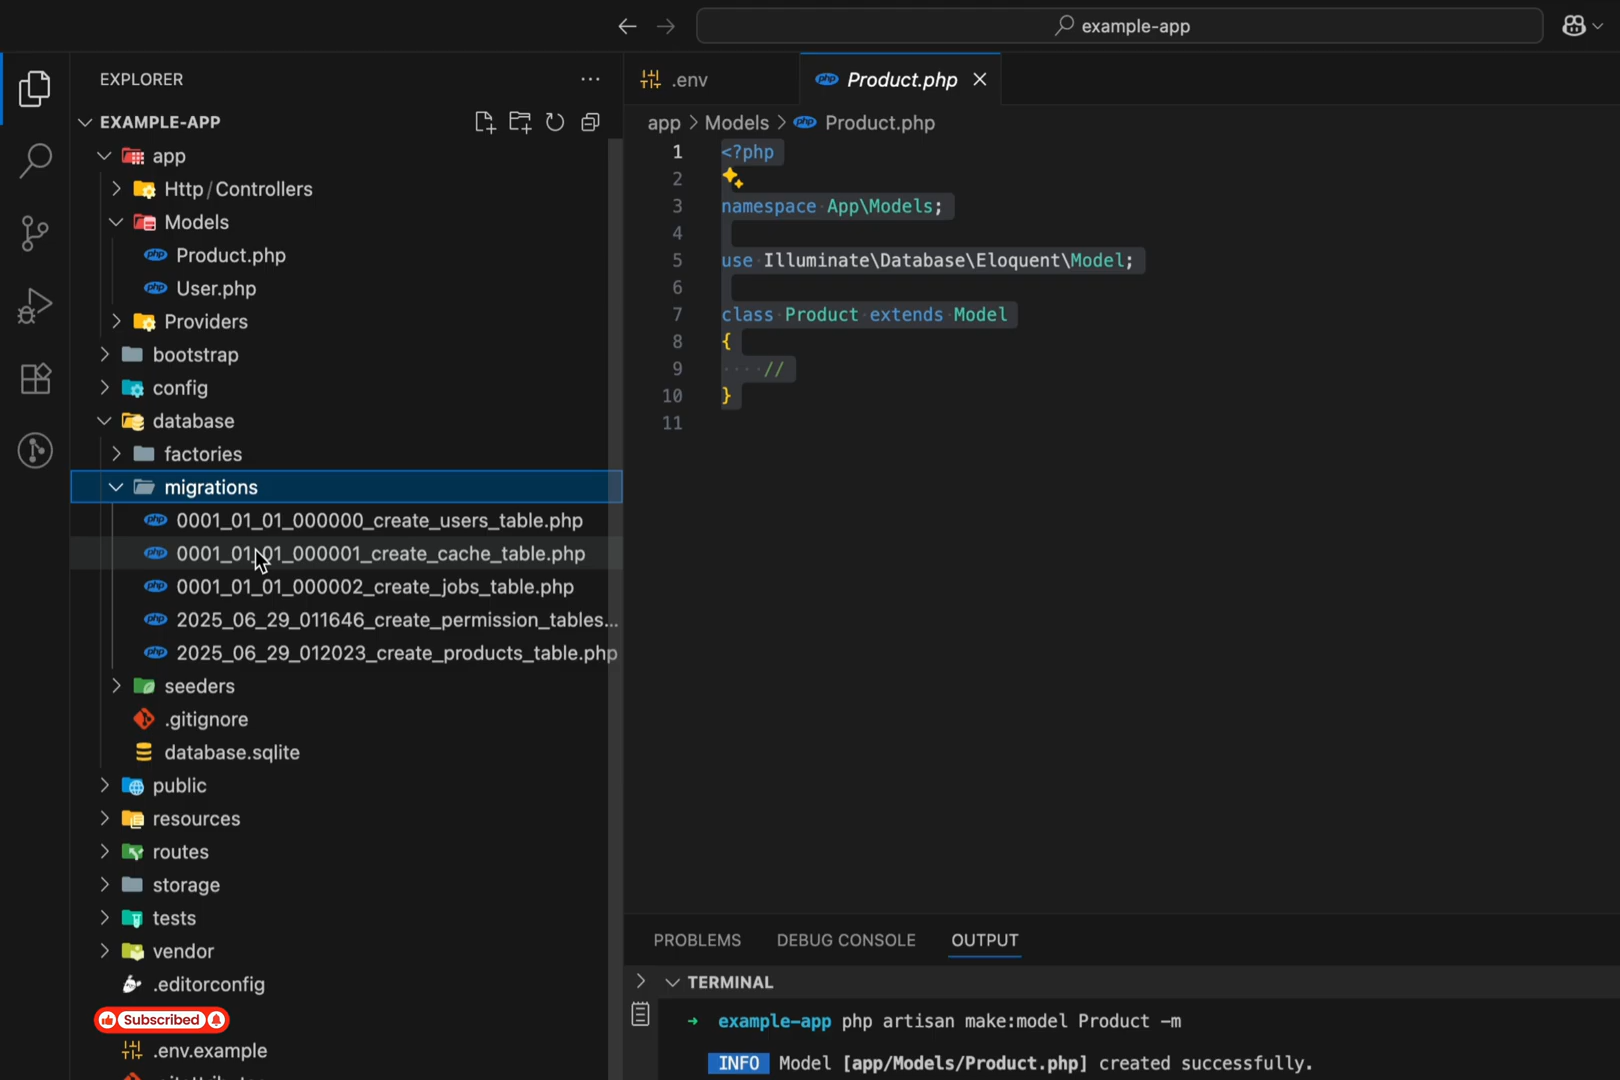 example-app
EXPLORER
.env
Product.php
EXAMPLE-APP
app > Models > Product.php
app
Http/Controllers
Models
Product.php
User.php
Providers
bootstrap
config
database
factories
migrations
0001_01_01_000000_create_users_table.php
0001_01_01_000001_create_cache_table.php
0001_01_01_000002_create_jobs_table.php
2025_06_29_011646_create_permission_tables...
2025_06_29_012023_create_products_table.php
seeders
.gitignore
database.sqlite
public
resources
routes
storage
tests
vendor
.editorconfig
Subscribed
.env.example
1 <?php
2
3 namespace App\Models;
4
5 use Illuminate\Database\Eloquent\Model;
6
7 class Product extends Model
8 {
9 //
10 }
11
PROBLEMS DEBUG CONSOLE OUTPUT
TERMINAL
→ example-app php artisan make:model Product -m
INFO Model [app/Models/Product.php] created successfully.